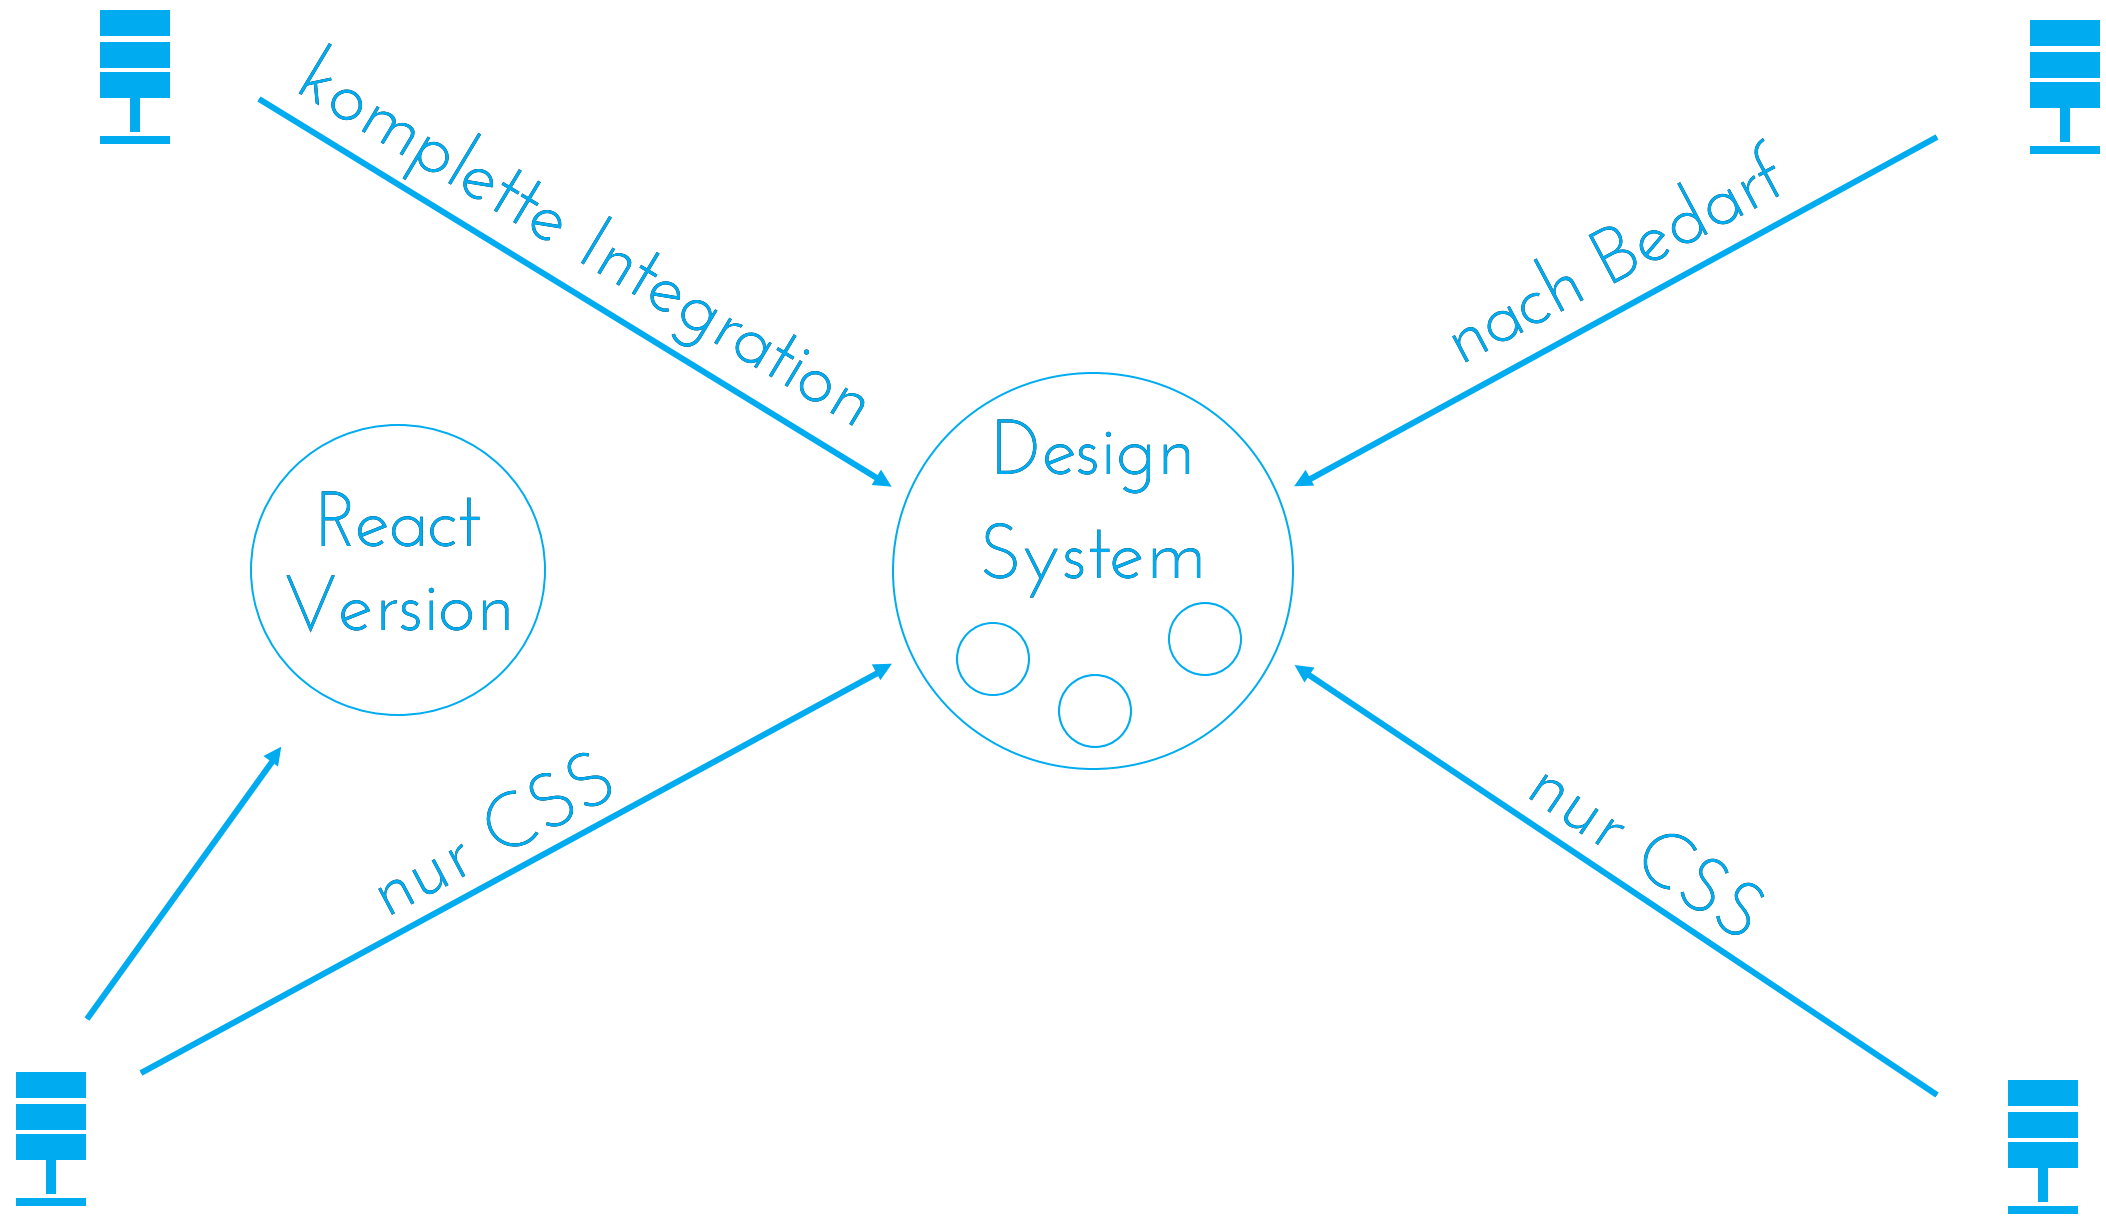 komplette Integration
nach Bedarf
Design
System
React
Version
nur CSS
nur CSS